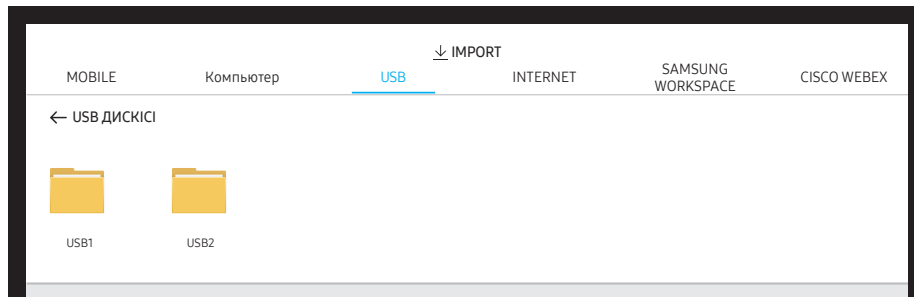 IMPORT
MOBILE Компьютер USB INTERNET SAMSUNG WORKSPACE CISCO WEBEX
USB ДИСКІСІ
USB1 USB2